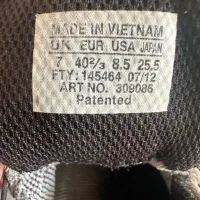 MADE IN VIETNAM
UK EUR USA JAPAN
7 40²/₃ 8.5 25.5
FTY:145464 07/12
ART NO. 309086
Patented